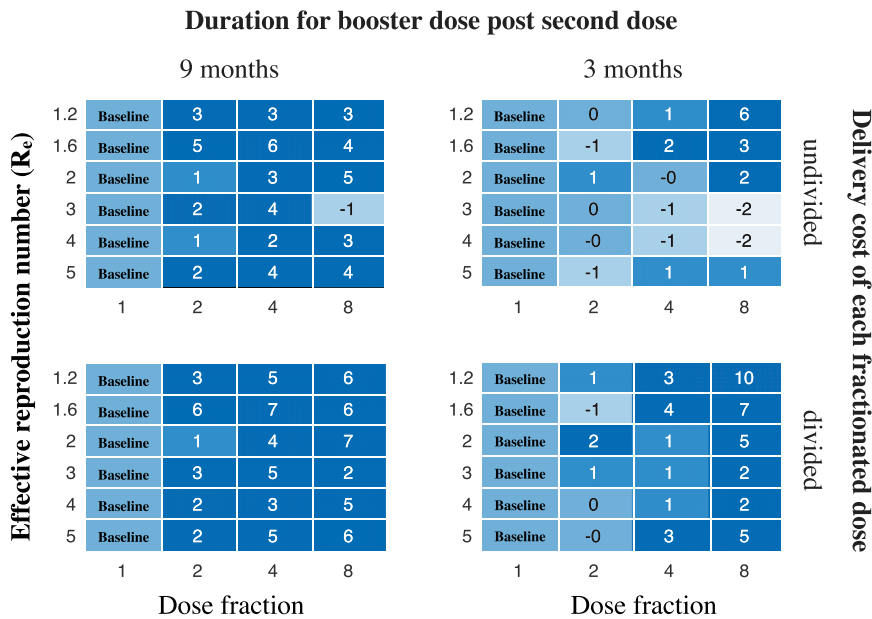 Duration for booster dose post second dose
9 months
3 months
1.2 Baseline 3 3 3
1.6 Baseline 5 6 4
2 Baseline 1 3 5
3 Baseline 2 4 -1
4 Baseline 1 2 3
5 Baseline 2 4 4
1 2 4 8
1.2 Baseline 0 1 6
1.6 Baseline -1 2 3
2 Baseline 1 -0 2
3 Baseline 0 -1 -2
4 Baseline -0 -1 -2
5 Baseline -1 1 1
1 2 4 8
undivided
1.2 Baseline 3 5 6
1.6 Baseline 6 7 6
2 Baseline 1 4 7
3 Baseline 3 5 2
4 Baseline 2 3 5
5 Baseline 2 5 6
1 2 4 8
Dose fraction
1.2 Baseline 1 3 10
1.6 Baseline -1 4 7
2 Baseline 2 1 5
3 Baseline 1 1 2
4 Baseline 0 1 2
5 Baseline -0 3 5
1 2 4 8
Dose fraction
divided
Effective reproduction number (Re)
Delivery cost of each fractionated dose